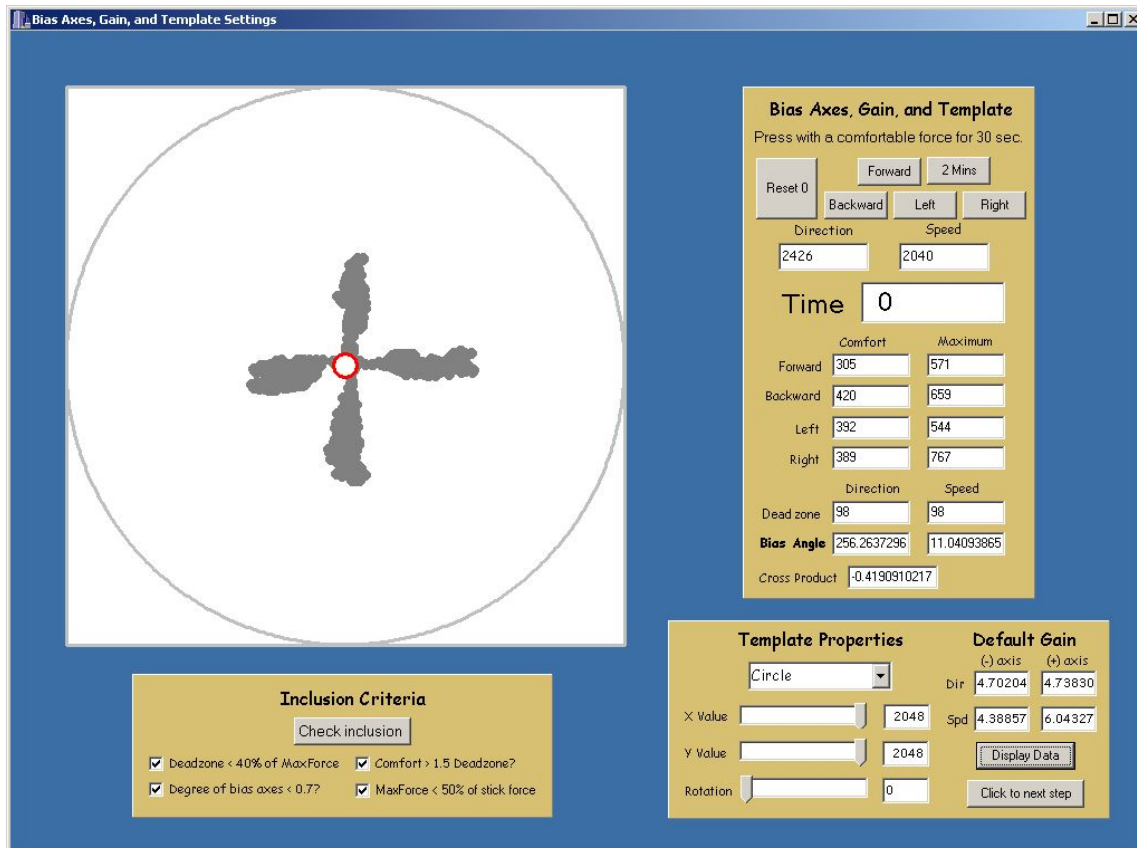 Bias Axes, Gain, and Template Settings
Bias Axes, Gain, and Template
Press with a comfortable force for 30 sec.
Reset 0
Forward
2 Mins
Backward
Left
Right
Direction Speed
2426 2040
Time 0
Comfort Maximum
Forward 305 571
Backward 420 659
Left 392 544
Right 389 767
Direction Speed
Dead zone 98 98
Bias Angle 256.2637296 11.04093865
Cross Product -0.4190910217
Inclusion Criteria
Check inclusion
Deadzone < 40% of MaxForce
Comfort > 1.5 Deadzone?
Degree of bias axes < 0.7?
MaxForce < 50% of stick force
Template Properties
Circle
X Value 2048
Y Value 2048
Rotation 0
Default Gain
(-) axis (+) axis
Dir 4.70204 4.73830
Spd 4.38857 6.04327
Display Data
Click to next step